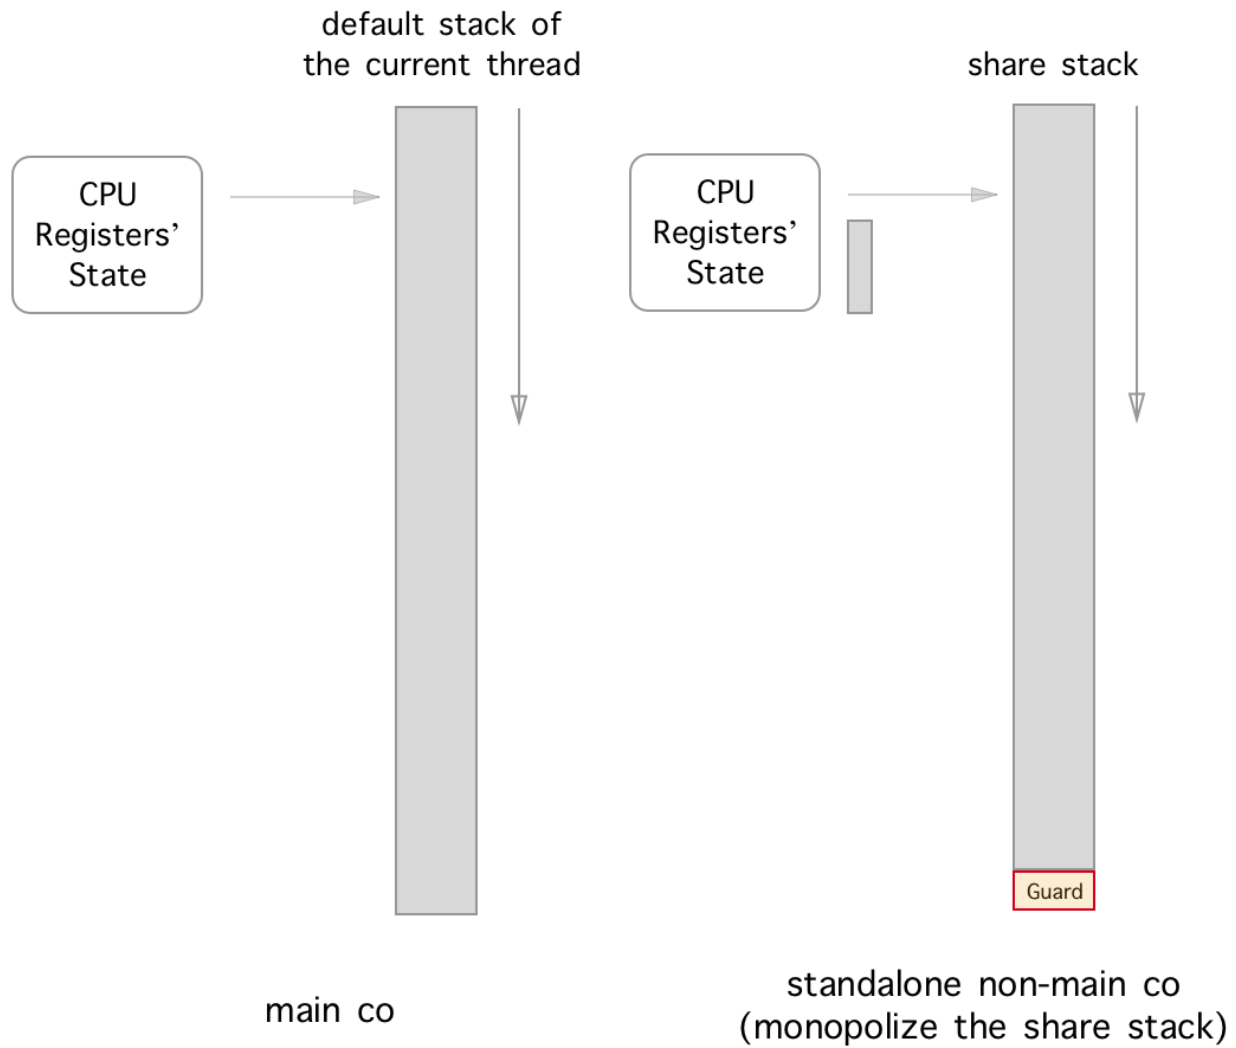 default stack of
the current thread
CPU
Registers’
State
main co
share stack
CPU
Registers’
State
Guard
standalone non-main co
(monopolize the share stack)